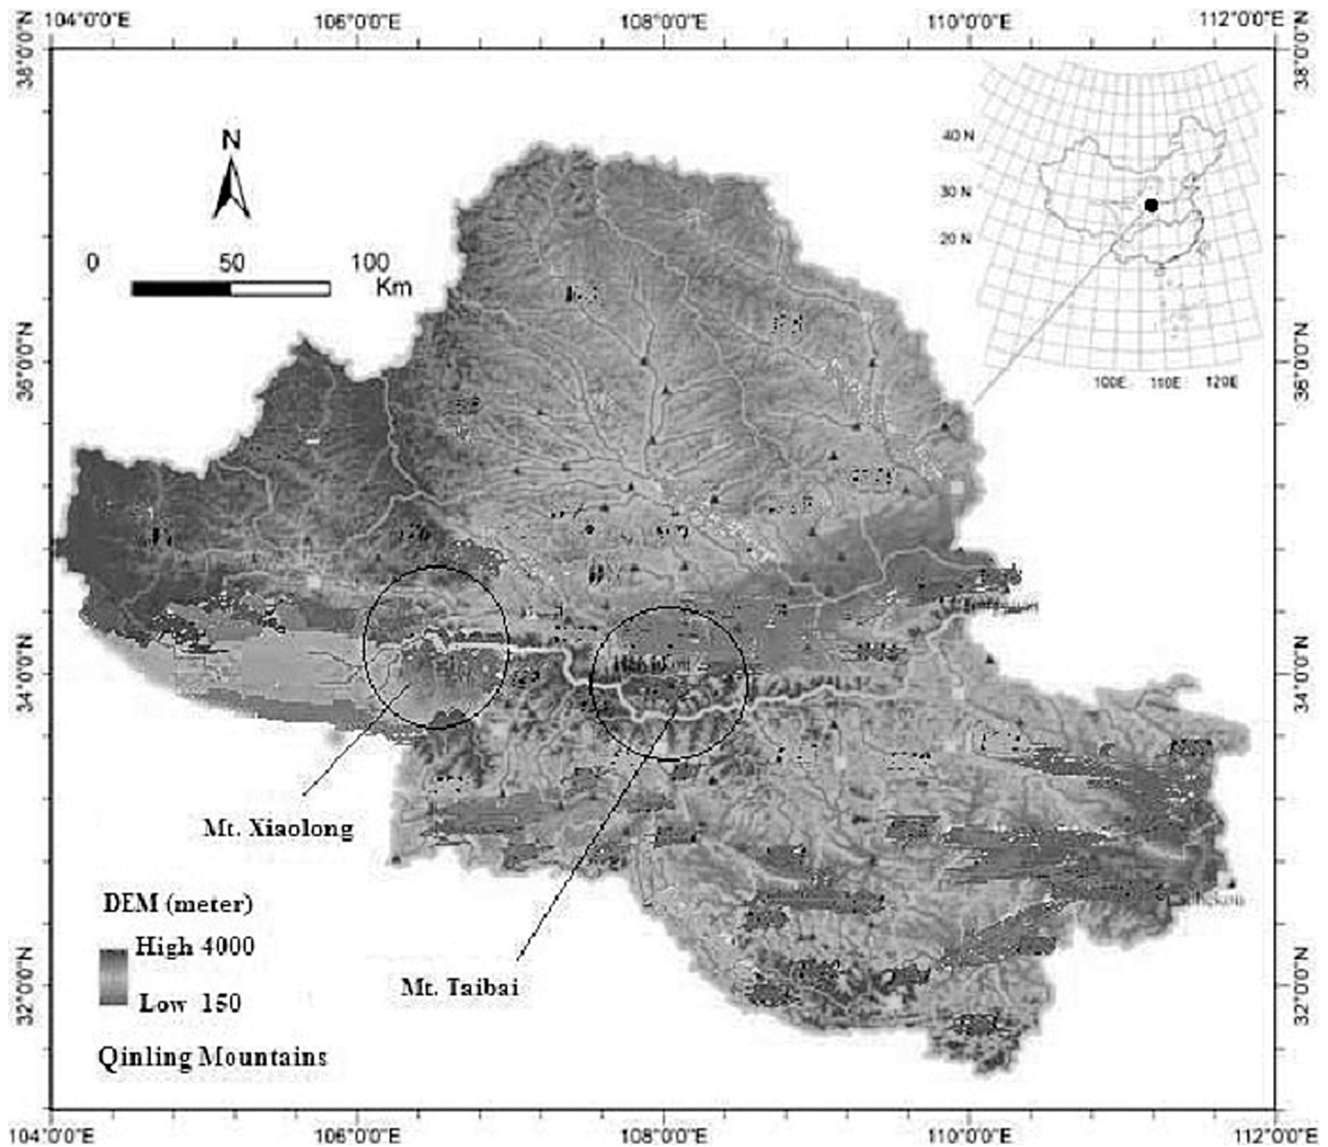 104°0'0"E 106°0'0"E 108°0'0"E 110°0'0"E 112°0'0"E
38°0'0"N 38°0'0"N
N
40 N
30 N
20 N
0 50 100
Km
36°0'0"N 36°0'0"N
100E 110E 120E
34°0'0"N 34°0'0"N
Mt. Xiaolong
DEM (meter)
High 4000
Mt. Taibai
Low 150
32°0'0"N 32°0'0"N
Qinling Mountains
104°0'0"E 106°0'0"E 108°0'0"E 110°0'0"E 112°0'0"E